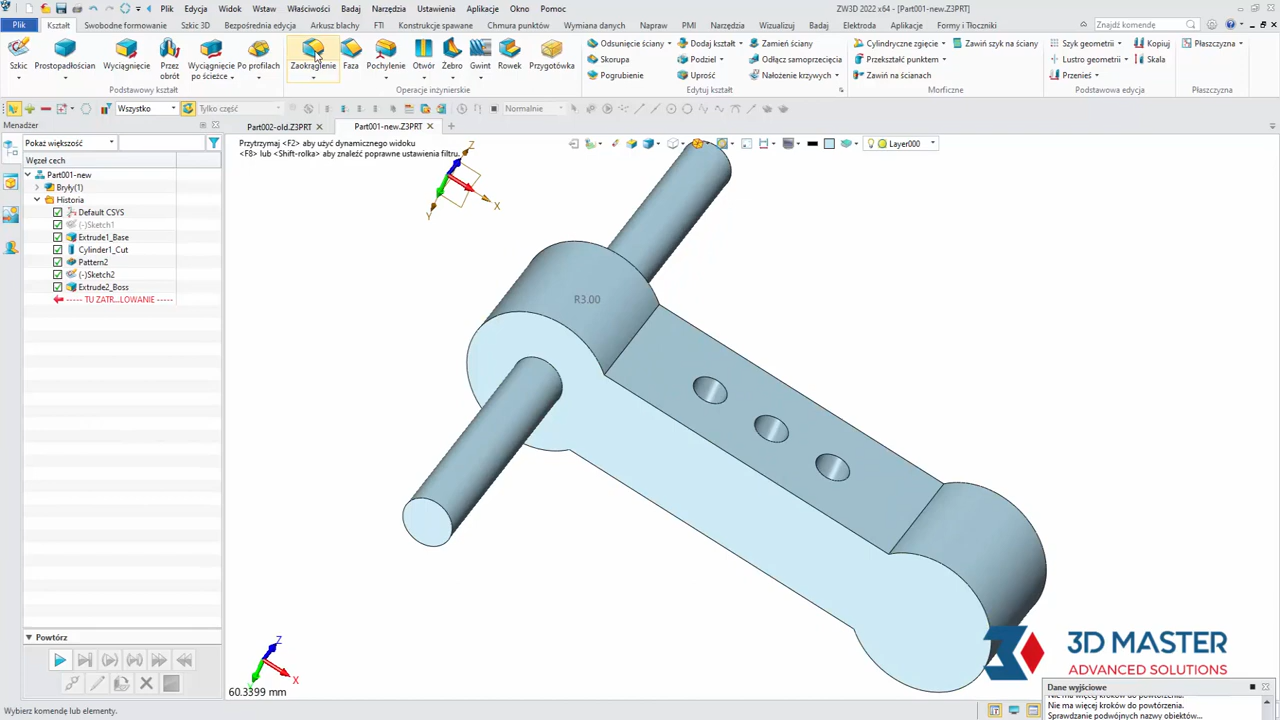 Plik Edycja Widok Wstaw Właściwości Badaj Narzędzia Ustawienia Aplikacje Okno Pomoc
ZW3D 2022 x64 - [Part001-new.Z3PRT]
Plik Kształt Swobodne formowanie Szkic 3D Bezpośrednia edycja Arkusz blachy FTI Konstrukcje spawane Chmura punktów Wymiana danych Napraw PMI Narzędzia Wizualizuj Badaj Elektroda Aplikacje Formy i Tłoczniki
Znajdź komendę
Szkic
Prostopadłościan
Wyciągnięcie
Przez obrót
Wyciągnięcie po ścieżce
Po profilach
Podstawowy kształt
Zaokrąglenie
Faza
Pochylenie
Otwór
Żebro
Gwint
Rowek
Przygotówka
Operacje inżynierskie
Odsunięcie ściany
Skorupa
Pogrubienie
Dodaj kształt
Podziel
Uprość
Zamień ściany
Odłącz samoprzecięcia
Nałożenie krzywych
Edytuj kształt
Cylindryczne zgięcie
Przekształć punktem
Zawiń na ścianach
Zawiń szyk na ściany
Morficzne
Szyk geometrii
Lustro geometrii
Przenieś
Kopiuj
Skala
Podstawowa edycja
Płaszczyzna
Płaszczyzna
Wszystko
Tylko część
Normalnie
Menadżer
Part002-old.Z3PRT
Part001-new.Z3PRT
Pokaż większość
Węzeł cech
Part001-new
Bryły(1)
Historia
Default CSYS
(-)Sketch1
Extrude1_Base
Cylinder1_Cut
Pattern2
(-)Sketch2
Extrude2_Boss
----- TU ZATR...LOWANIE -----
Przytrzymaj <F2> aby użyć dynamicznego widoku
<F8> lub <Shift-rolka> aby znaleźć poprawne ustawienia filtru.
Layer000
Z
X
Y
R3.00
Powtórz
Z
X
Y
60.3399 mm
3D MASTER
ADVANCED SOLUTIONS
Dane wyjściowe
Nie ma więcej kroków do powtórzenia.
Nie ma więcej kroków do powtórzenia.
Sprawdzanie podwójnych nazw obiektów...
Wybierz komendę lub elementy.